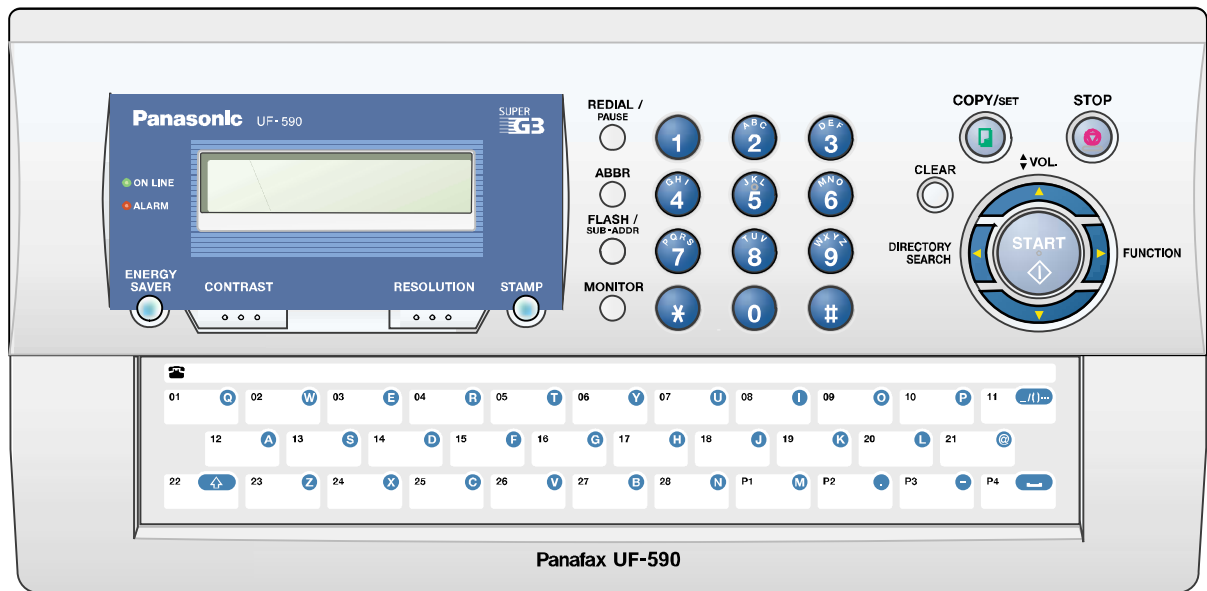 Panasonic UF-590
SUPER G3
ON LINE
ALARM
ENERGY SAVER
CONTRAST
RESOLUTION
STAMP
REDIAL / PAUSE
ABBR
FLASH / SUB-ADDR
MONITOR
1
ABC 2
DEF 3
GHI 4
JKL 5
MNO 6
PQRS 7
TUV 8
WXYZ 9
*
0
#
COPY/SET
STOP
CLEAR
VOL.
DIRECTORY SEARCH
START
FUNCTION
01 Q 02 W 03 E 04 R 05 T 06 Y 07 U 08 I 09 O 10 P 11 _/()...
12 A 13 S 14 D 15 F 16 G 17 H 18 J 19 K 20 L 21 @
22 23 Z 24 X 25 C 26 V 27 B 28 N P1 M P2 . P3 - P4
Panafax UF-590